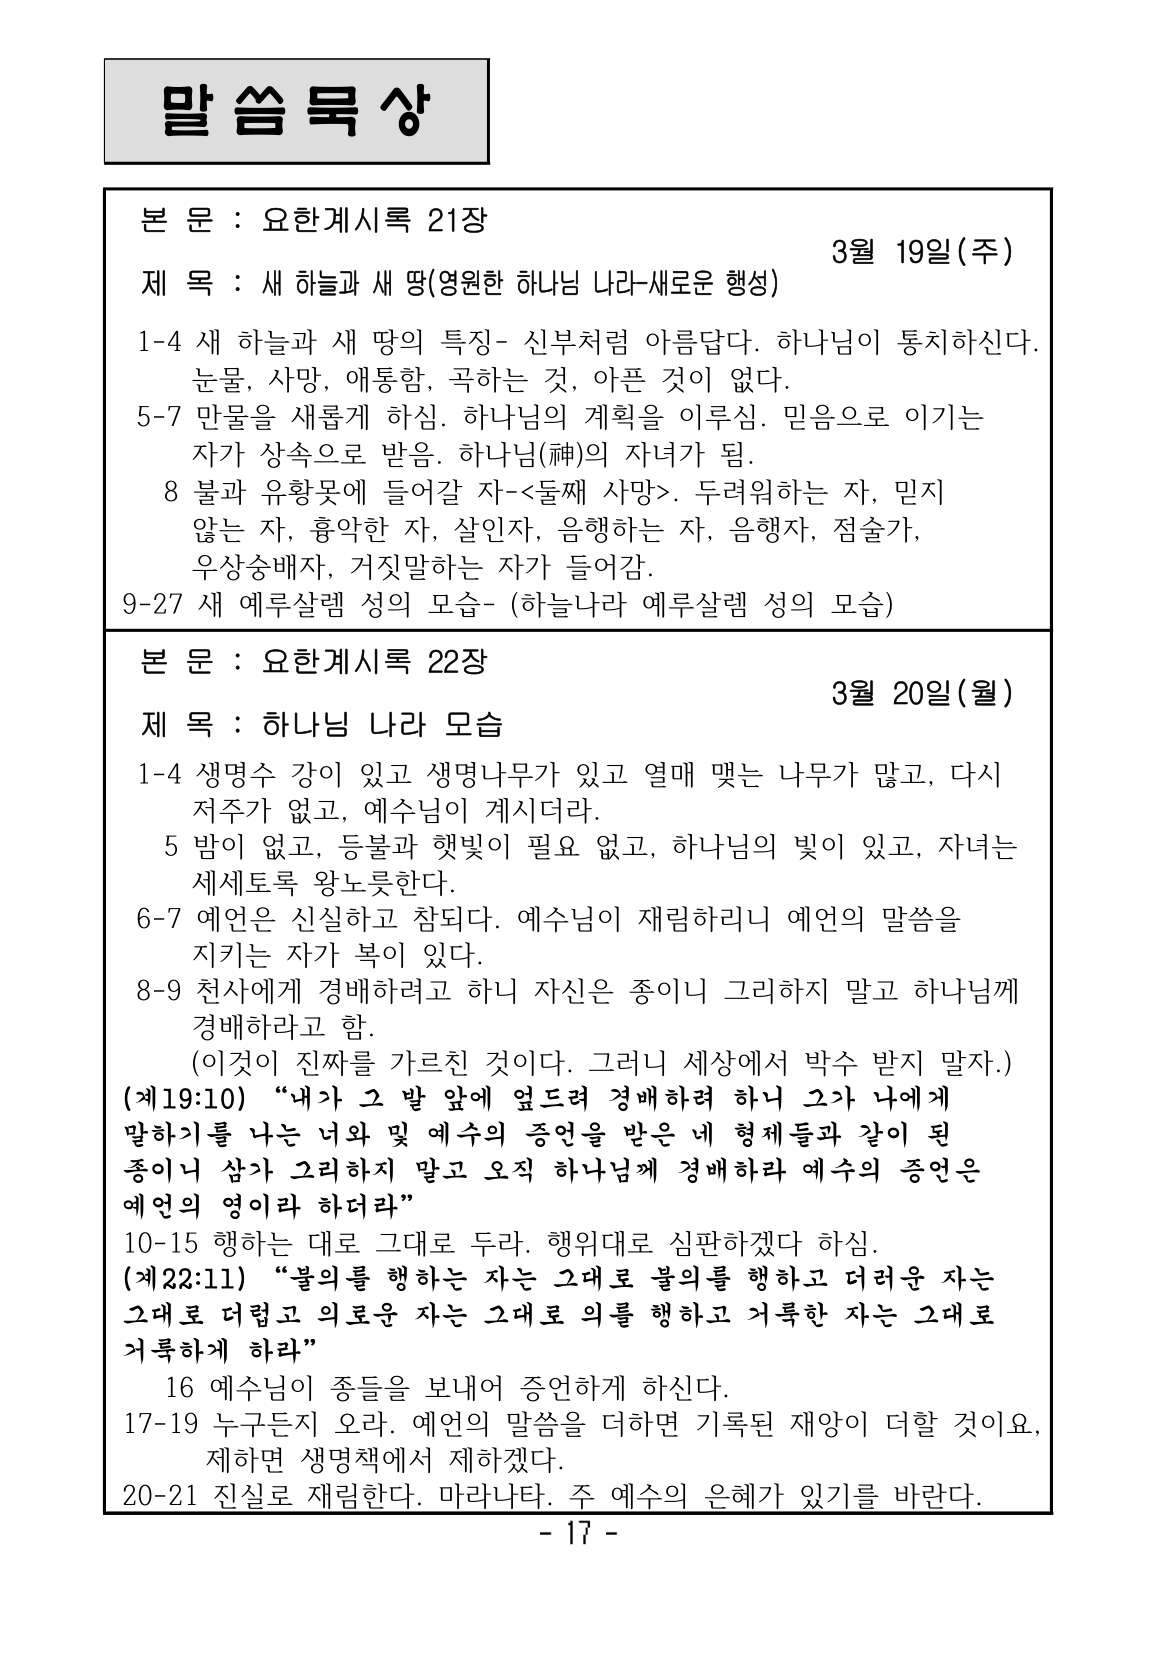 말씀묵상
본 문 : 요한계시록 21장
3월 19일(주)
제 목 : 새 하늘과 새 땅(영원한 하나님 나라-새로운 행성)
1-4 새 하늘과 새 땅의 특징- 신부처럼 아름답다. 하나님이 통치하신다.
눈물, 사망, 애통함, 곡하는 것, 아픈 것이 없다.
5-7 만물을 새롭게 하심. 하나님의 계획을 이루심. 믿음으로 이기는
자가 상속으로 받음. 하나님(神)의 자녀가 됨.
8 불과 유황못에 들어갈 자-<둘째 사망>. 두려워하는 자, 믿지
않는 자, 흉악한 자, 살인자, 음행하는 자, 음행자, 점술가,
우상숭배자, 거짓말하는 자가 들어감.
9-27 새 예루살렘 성의 모습- (하늘나라 예루살렘 성의 모습)
본 문 : 요한계시록 22장
3월 20일(월)
제 목 : 하나님 나라 모습
1-4 생명수 강이 있고 생명나무가 있고 열매 맺는 나무가 많고, 다시
저주가 없고, 예수님이 계시더라.
5 밤이 없고, 등불과 햇빛이 필요 없고, 하나님의 빛이 있고, 자녀는
세세토록 왕노릇한다.
6-7 예언은 신실하고 참되다. 예수님이 재림하리니 예언의 말씀을
지키는 자가 복이 있다.
8-9 천사에게 경배하려고 하니 자신은 종이니 그리하지 말고 하나님께
경배하라고 함.
(이것이 진짜를 가르친 것이다. 그러니 세상에서 박수 받지 말자.)
(계19:10) “내가 그 발 앞에 엎드려 경배하려 하니 그가 나에게
말하기를 나는 너와 및 예수의 증언을 받은 네 형제들과 같이 된
종이니 삼가 그리하지 말고 오직 하나님께 경배하라 예수의 증언은
예언의 영이라 하더라”
10-15 행하는 대로 그대로 두라. 행위대로 심판하겠다 하심.
(계22:11) “불의를 행하는 자는 그대로 불의를 행하고 더러운 자는
그대로 더럽고 의로운 자는 그대로 의를 행하고 거룩한 자는 그대로
거룩하게 하라”
16 예수님이 종들을 보내어 증언하게 하신다.
17-19 누구든지 오라. 예언의 말씀을 더하면 기록된 재앙이 더할 것이요,
제하면 생명책에서 제하겠다.
20-21 진실로 재림한다. 마라나타. 주 예수의 은혜가 있기를 바란다.
- 17 -